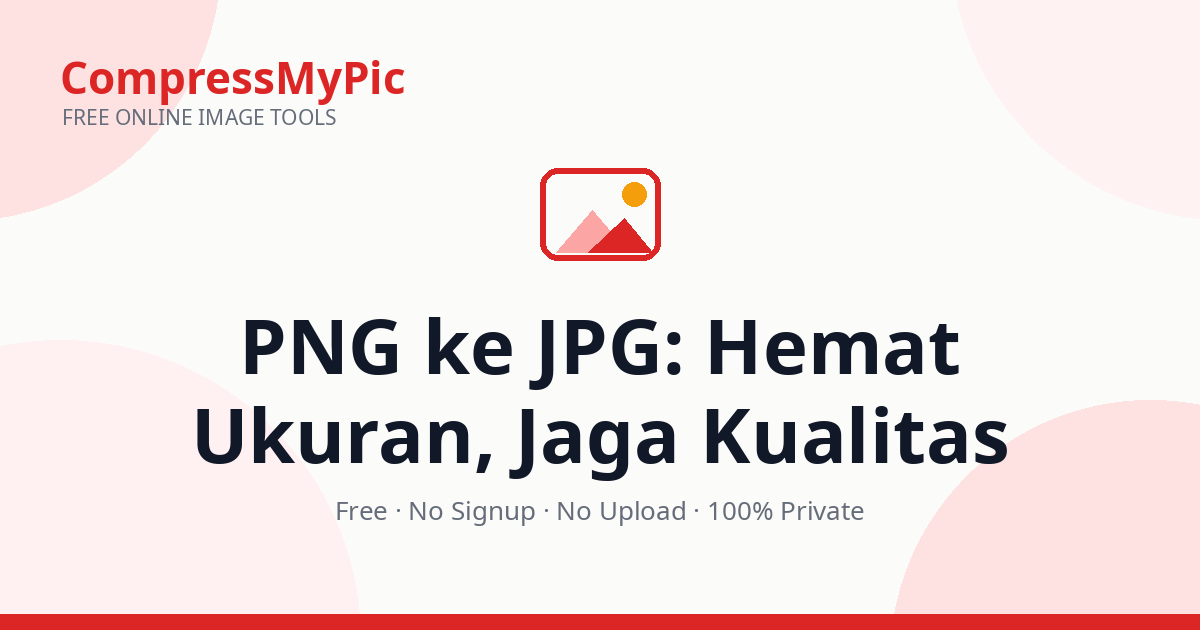 CompressMyPic
FREE ONLINE IMAGE TOOLS
PNG ke JPG: Hemat
Ukuran, Jaga Kualitas
Free · No Signup · No Upload · 100% Private